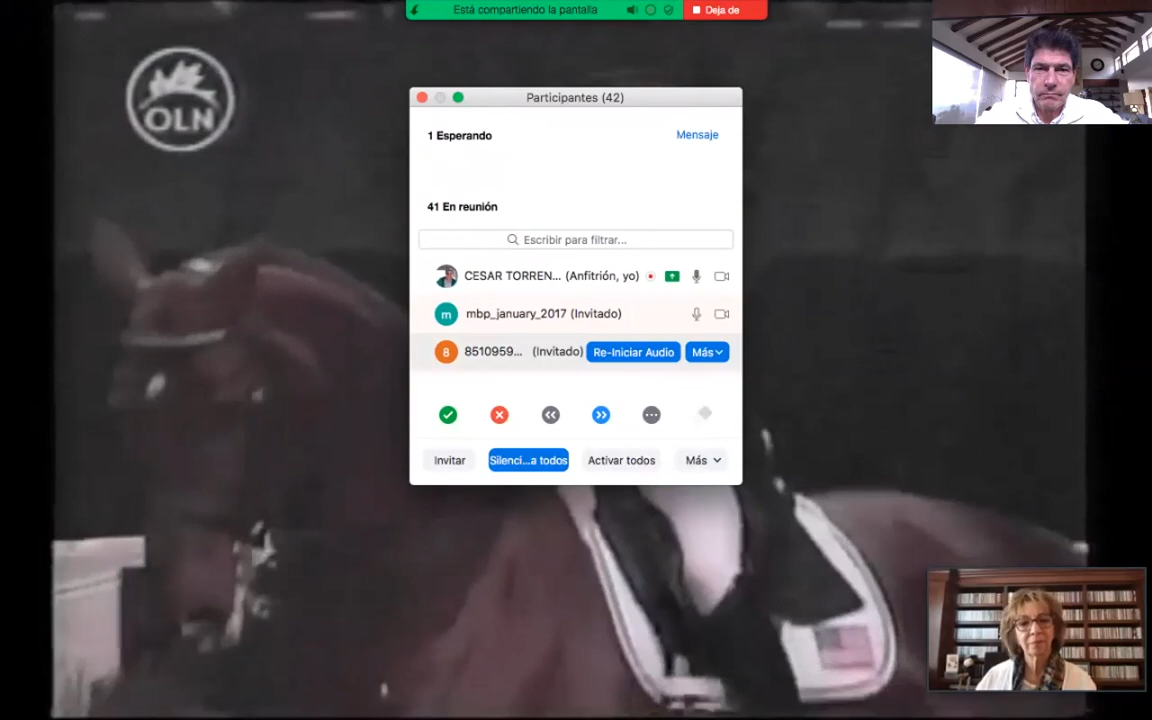 Está compartiendo la pantalla
Deja de
OLN
Participantes (42)
1 Esperando
Mensaje
41 En reunión
Escribir para filtrar...
CESAR TORREN... (Anfitrión, yo)
m
mbp_january_2017 (Invitado)
8
8510959... (Invitado)
Re-Iniciar Audio
Más
Invitar
Silenci...a todos
Activar todos
Más